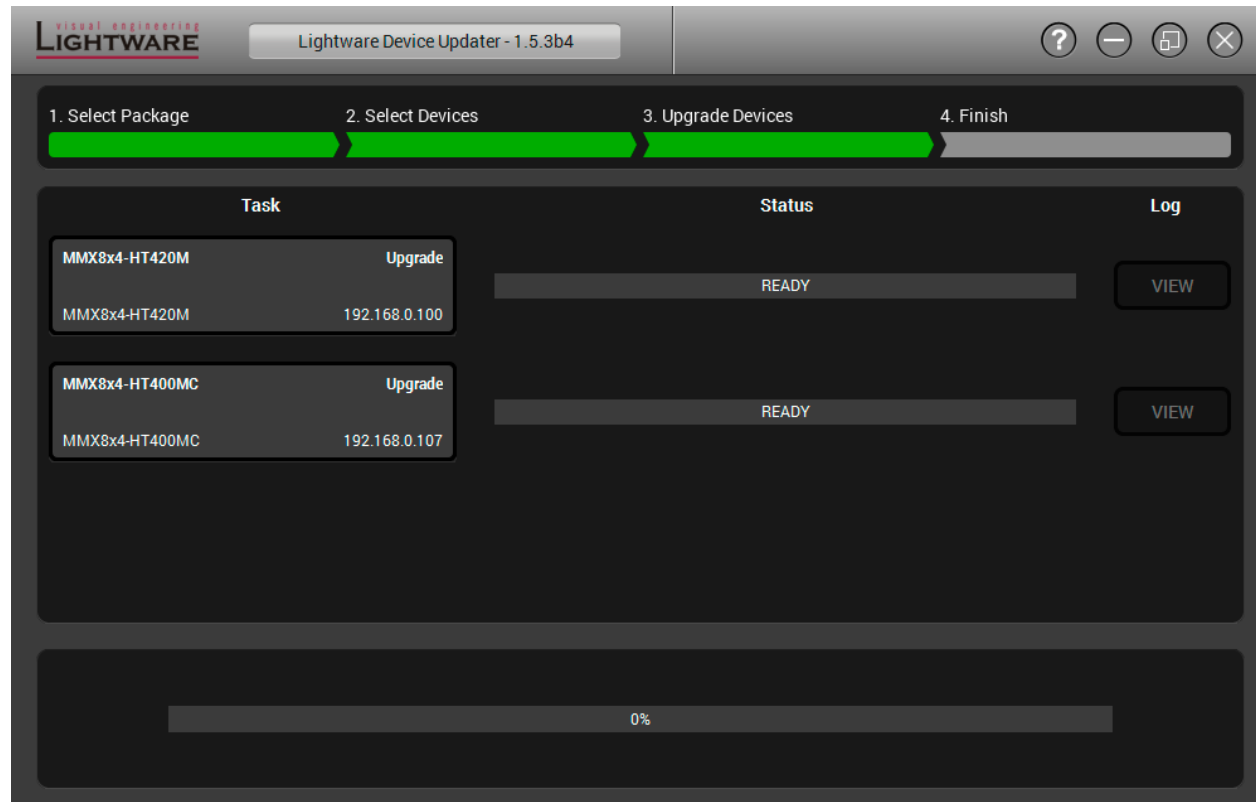 visual engineering
LIGHTWARE
Lightware Device Updater - 1.5.3b4
?
1. Select Package 2. Select Devices 3. Upgrade Devices 4. Finish
Task Status Log
MMX8x4-HT420M Upgrade
READY VIEW
MMX8x4-HT420M 192.168.0.100
MMX8x4-HT400MC Upgrade
READY VIEW
MMX8x4-HT400MC 192.168.0.107
0%